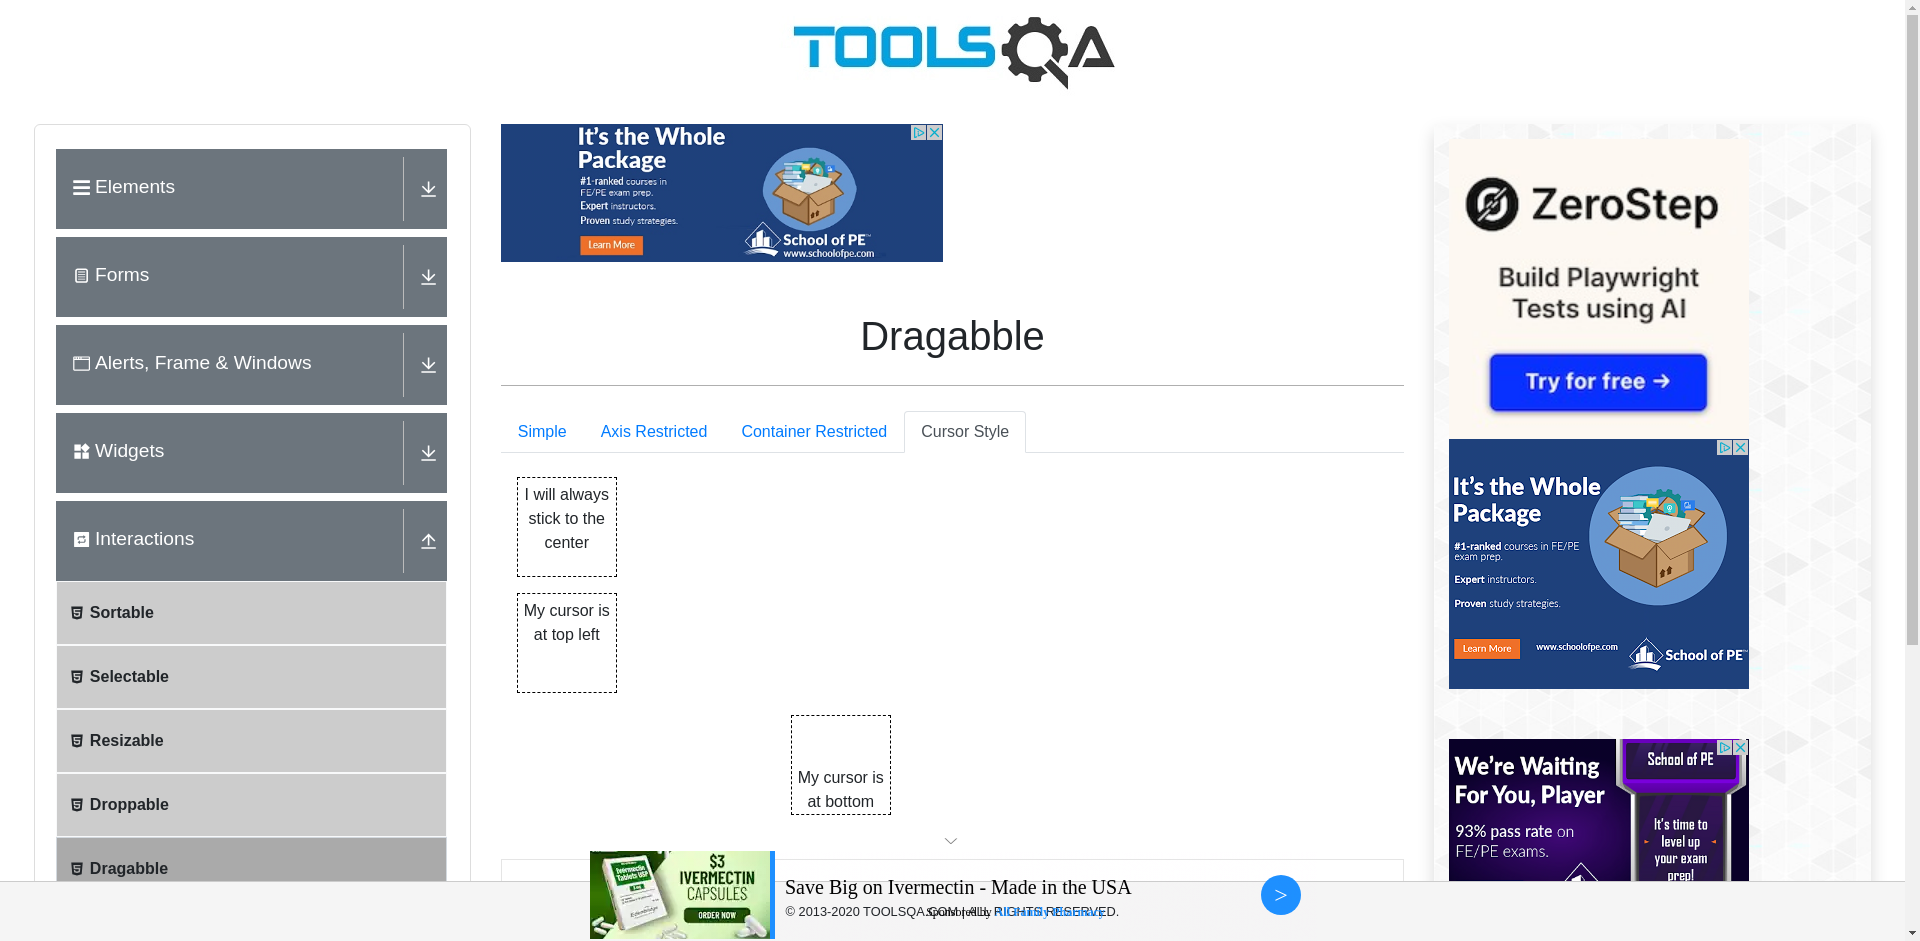 TOOLSQA
Elements
Forms
Alerts, Frame & Windows
Widgets
Interactions
Sortable
Selectable
Resizable
Droppable
Dragabble
It's the Whole
Package
#1-ranked courses in
FE/PE exam prep.
Expert instructors.
Proven study strategies.
Learn More
School of PE™
www.schoolofpe.com
Dragabble
Simple
Axis Restricted
Container Restricted
Cursor Style
I will always
stick to the
center
My cursor is
at top left
My cursor is
at bottom
ZeroStep
Build Playwright
Tests using AI
Try for free →
It's the Whole
Package
#1-ranked courses in FE/PE
exam prep.
Expert instructors.
Proven study strategies.
Learn More
www.schoolofpe.com
School of PE™
We're Waiting
For You, Player
93% pass rate on
FE/PE exams.
School of PE
It's time to
level up
your exam
prep!
$3
IVERMECTIN
CAPSULES
ORDER NOW
Ivermectin
Tablets USP
Save Big on Ivermectin - Made in the USA
© 2013-2020 TOOLSQA.COM | ALL RIGHTS RESERVED.
>